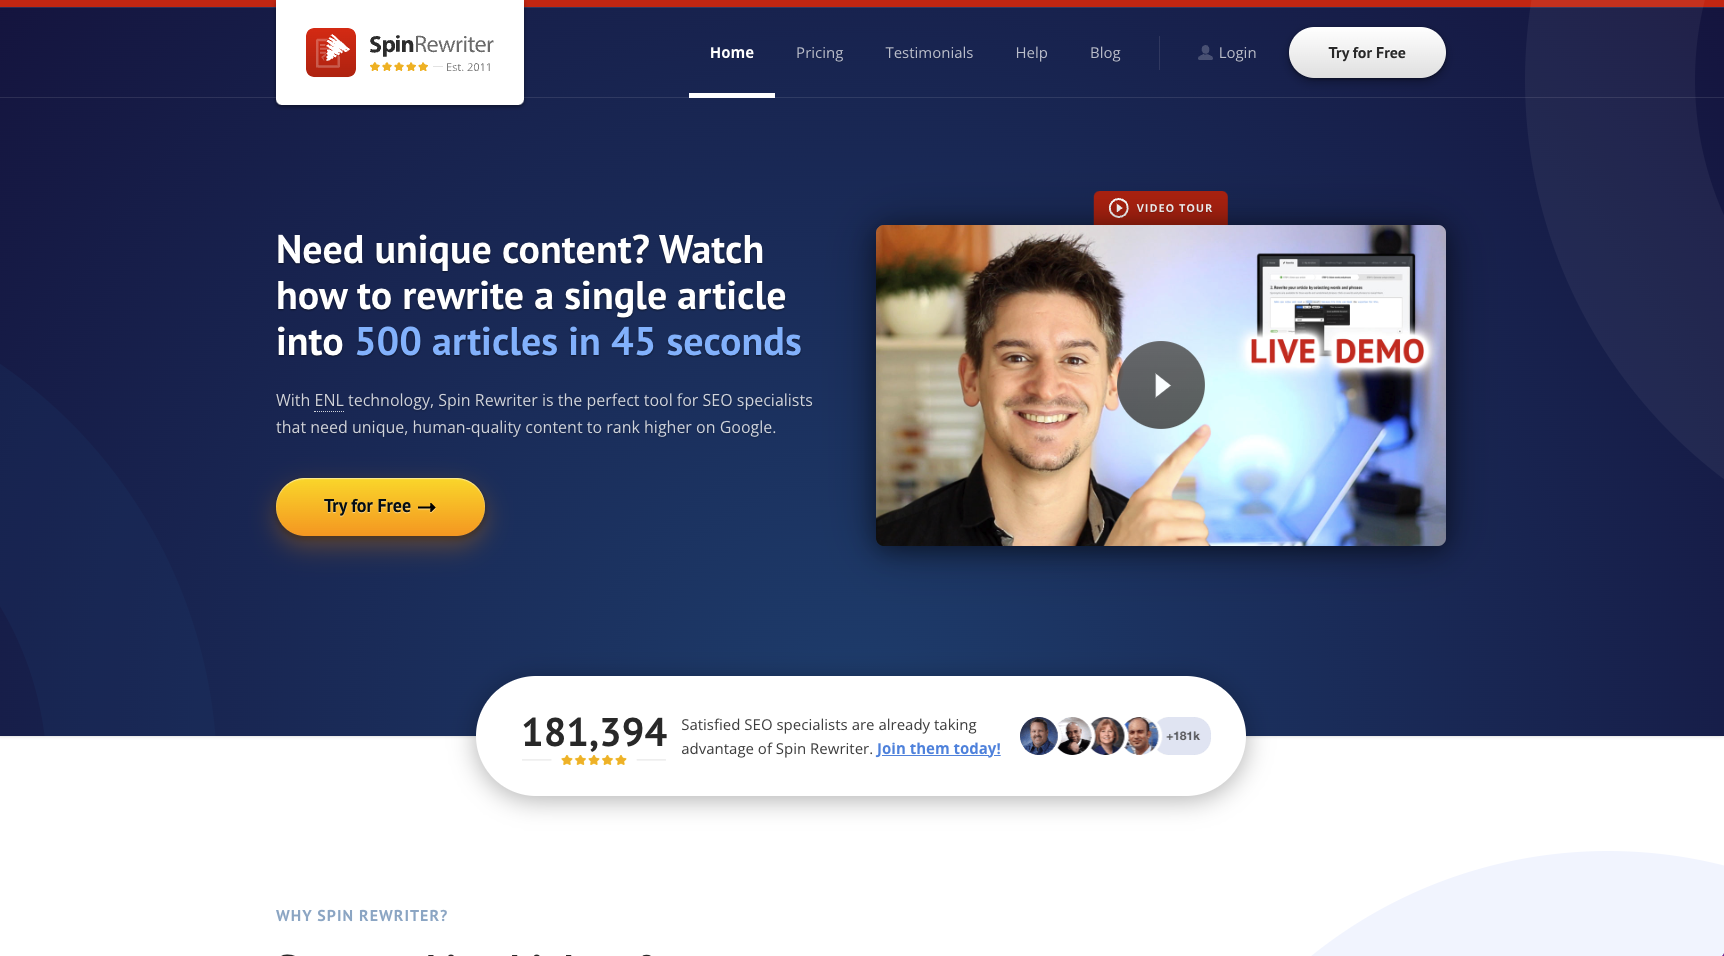 SpinRewriter
Est. 2011
Home
Pricing
Testimonials
Help
Blog
Login
Try for Free
VIDEO TOUR
Need unique content? Watch
how to rewrite a single article
into 500 articles in 45 seconds
With ENL technology, Spin Rewriter is the perfect tool for SEO specialists
that need unique, human-quality content to rank higher on Google.
Try for Free →
LIVE DEMO
181,394
Satisfied SEO specialists are already taking
advantage of Spin Rewriter. Join them today!
+181k
WHY SPIN REWRITER?